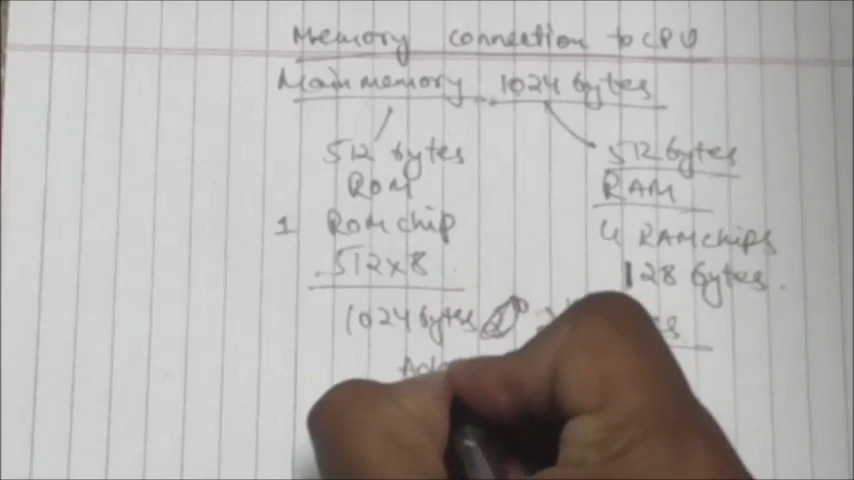 Memory connection to CPU
Main memory - 1024 bytes
512 bytes
ROM
1 ROM chip
512x8
1024 bytes
512 bytes
RAM
4 RAM chips
128 bytes.